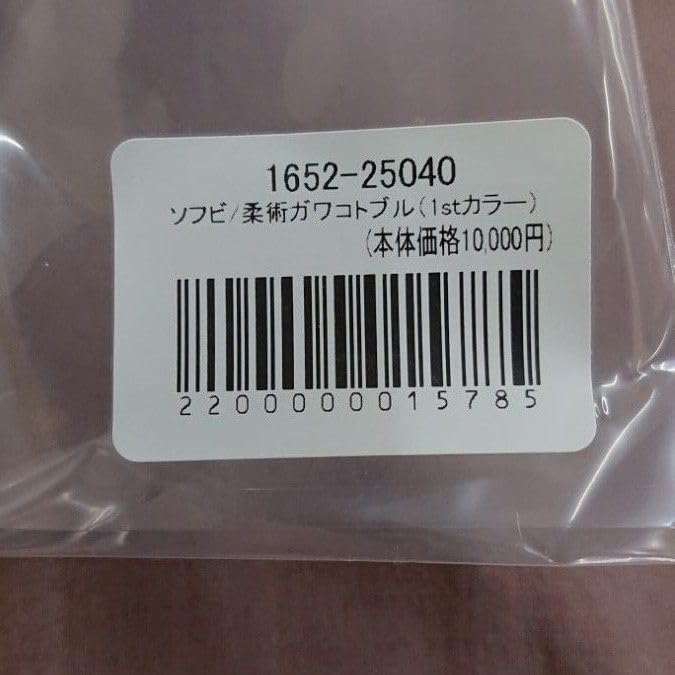 1652-25040
ソフビ/柔術ガワコトブル(1stカラー)
(本体価格10,000円)
2200000015785